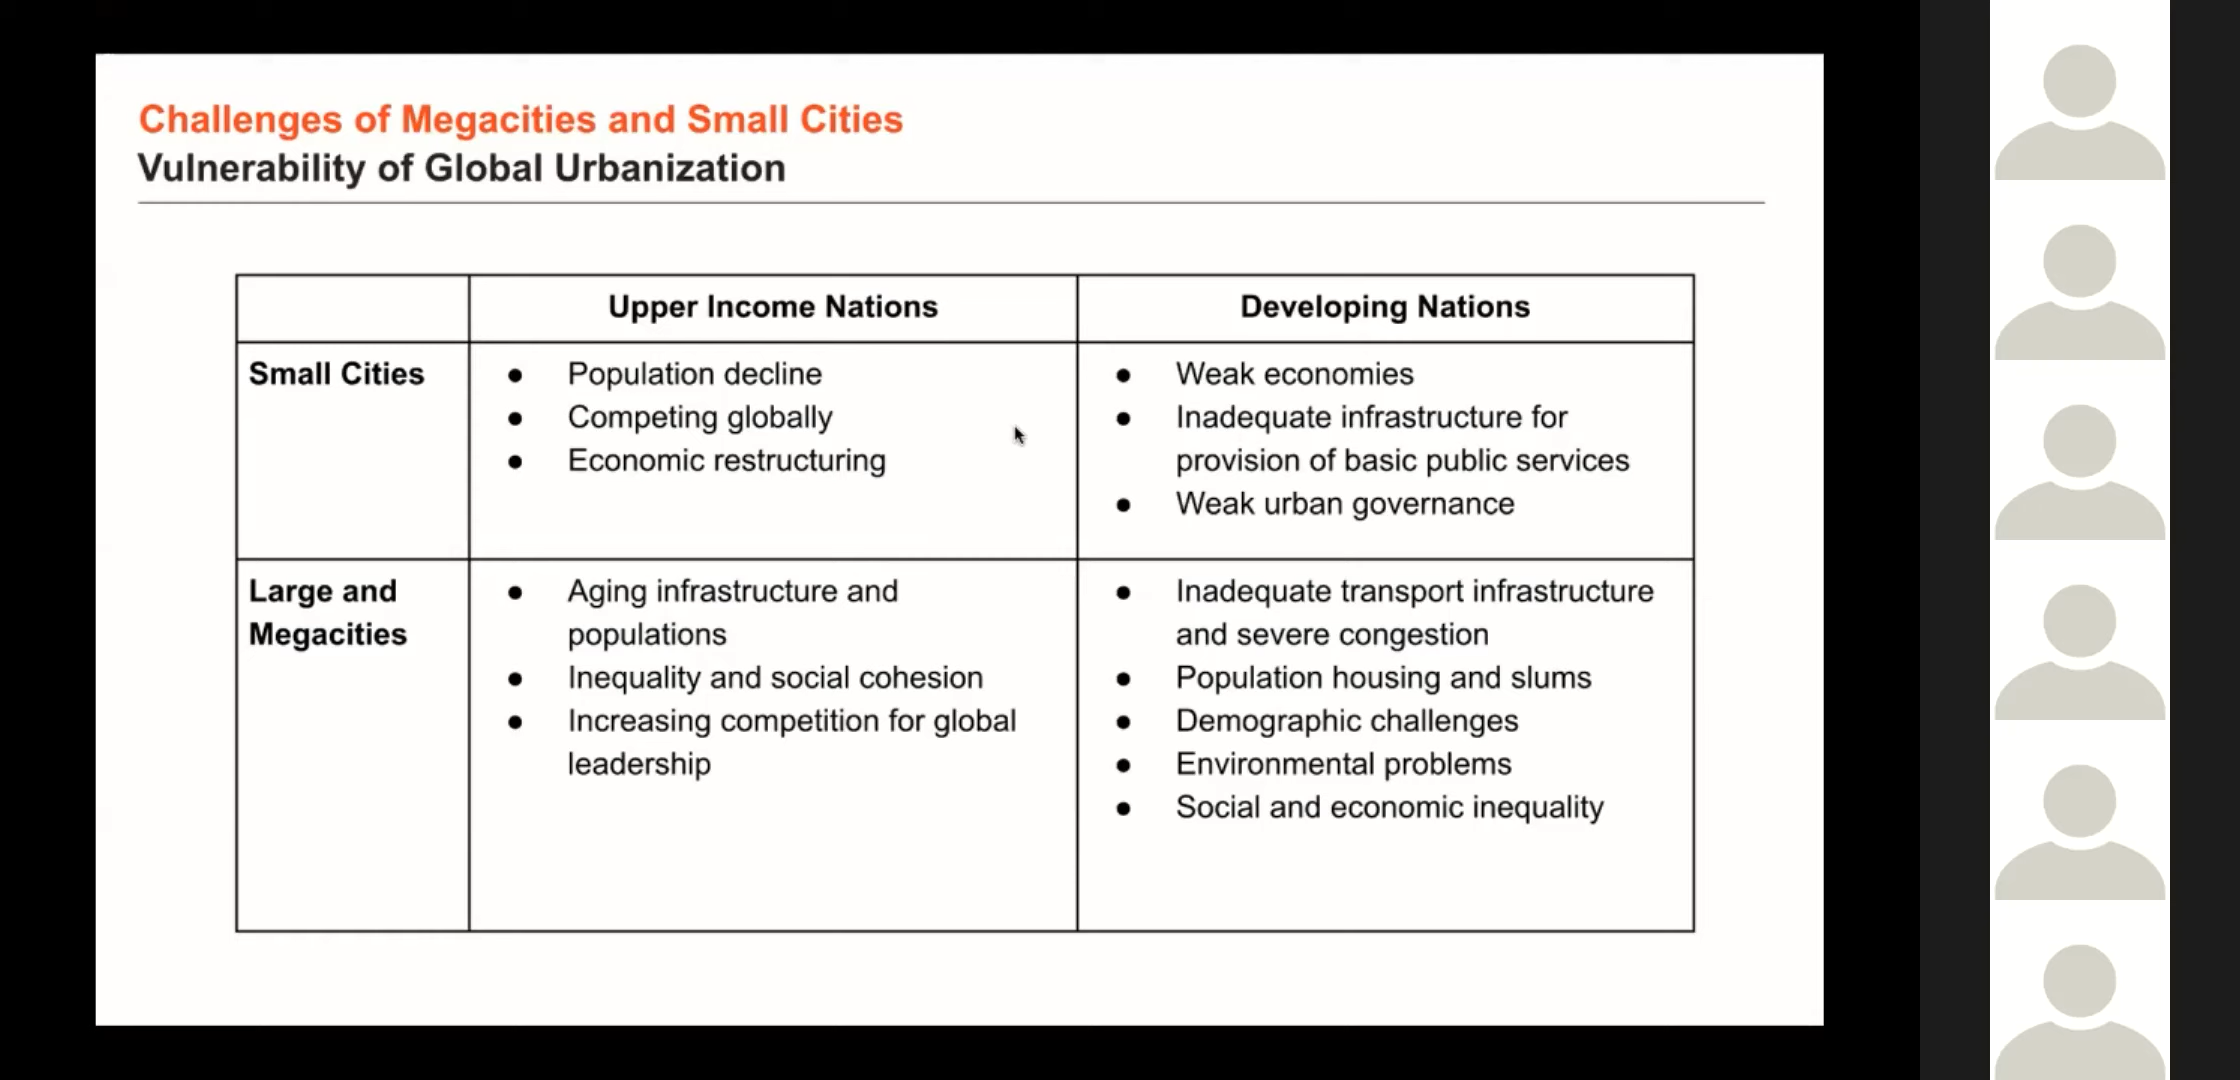 Challenges of Megacities and Small Cities
Vulnerability of Global Urbanization
Upper Income Nations
Developing Nations
Small Cities
● Population decline
● Competing globally
● Economic restructuring
● Weak economies
● Inadequate infrastructure for
provision of basic public services
● Weak urban governance
Large and
Megacities
● Aging infrastructure and
populations
● Inequality and social cohesion
● Increasing competition for global
leadership
● Inadequate transport infrastructure
and severe congestion
● Population housing and slums
● Demographic challenges
● Environmental problems
● Social and economic inequality